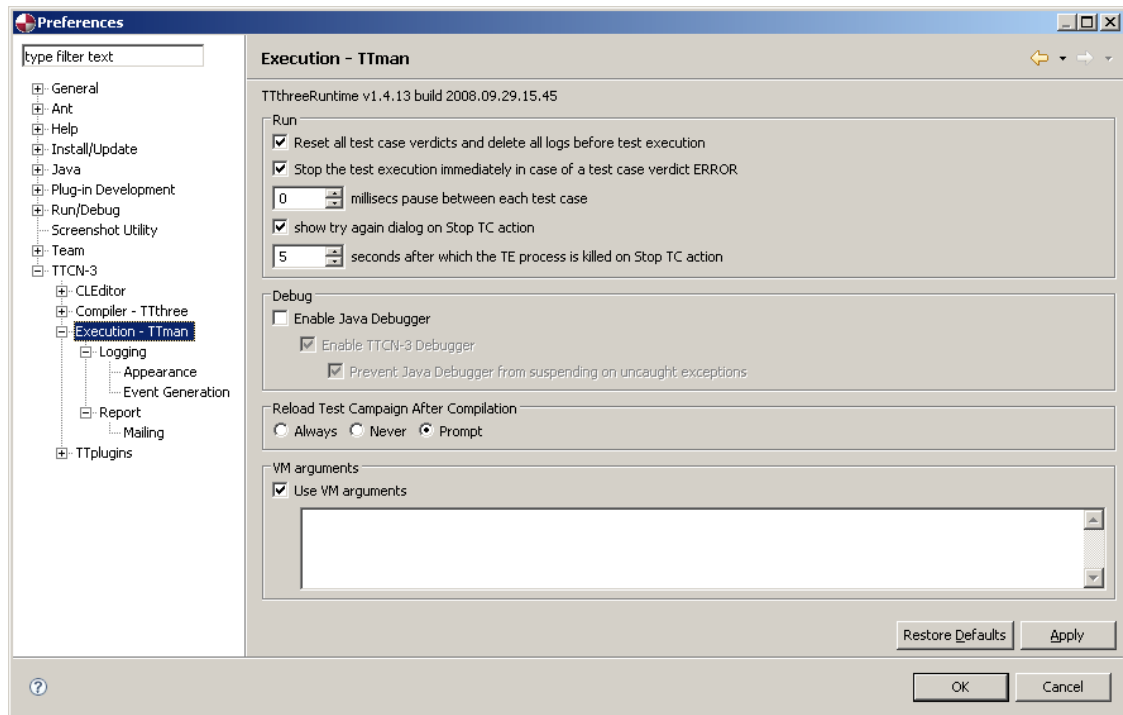 Preferences
type filter text
General
Ant
Help
Install/Update
Java
Plug-in Development
Run/Debug
Screenshot Utility
Team
TTCN-3
CLEditor
Compiler - TTthree
Execution - TTman
Logging
Appearance
Event Generation
Report
Mailing
TTplugins
Execution - TTman
TTthreeRuntime v1.4.13 build 2008.09.29.15.45
Run
Reset all test case verdicts and delete all logs before test execution
Stop the test execution immediately in case of a test case verdict ERROR
0 millisecs pause between each test case
show try again dialog on Stop TC action
5 seconds after which the TE process is killed on Stop TC action
Debug
Enable Java Debugger
Enable TTCN-3 Debugger
Prevent Java Debugger from suspending on uncaught exceptions
Reload Test Campaign After Compilation
Always Never Prompt
VM arguments
Use VM arguments
Restore Defaults Apply
OK Cancel